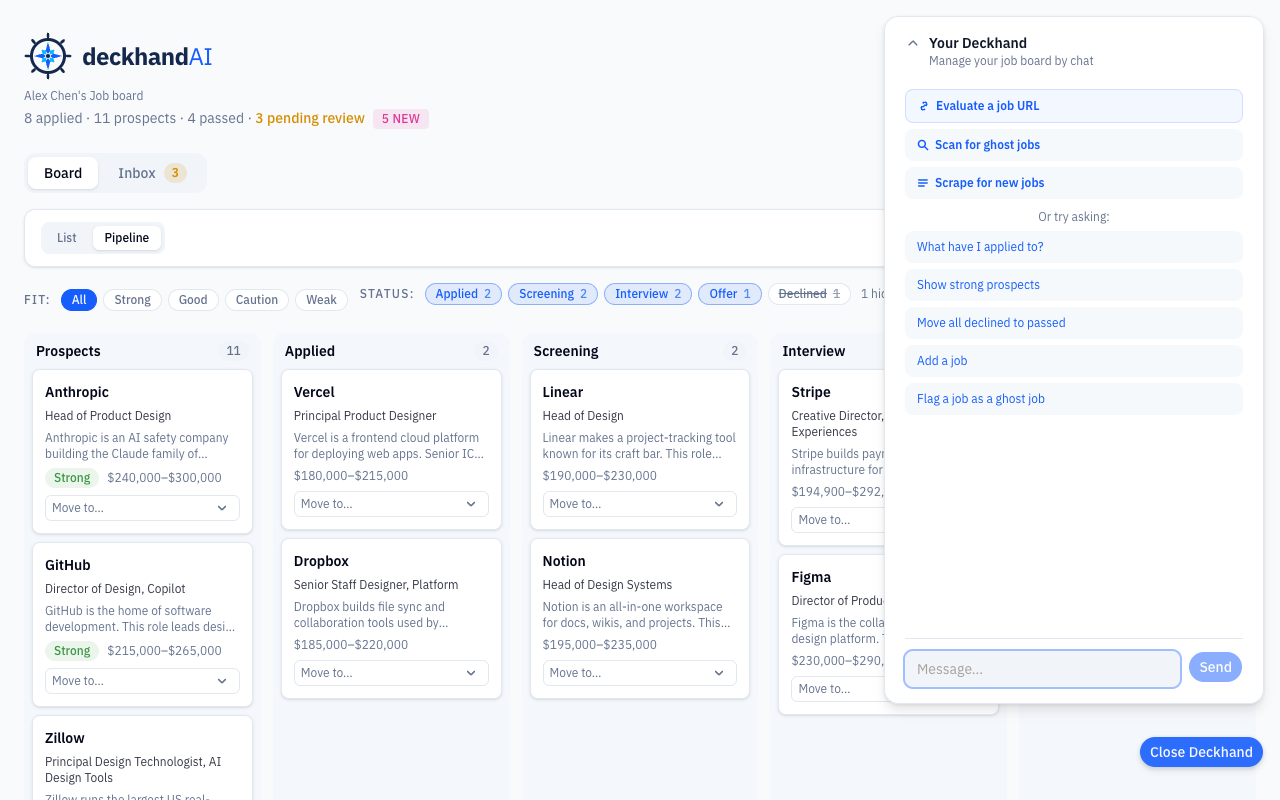 deckhandAI
Alex Chen's Job board
8 applied · 11 prospects · 4 passed · 3 pending review 5 NEW
Board Inbox 3
List Pipeline
FIT: All Strong Good Caution Weak STATUS: Applied 2 Screening 2 Interview 2 Offer 1 Declined 1 1 hid
Prospects 11
Anthropic
Head of Product Design
Anthropic is an AI safety company
building the Claude family of...
Strong $240,000–$300,000
Move to...
GitHub
Director of Design, Copilot
GitHub is the home of software
development. This role leads desi...
Strong $215,000–$265,000
Move to...
Zillow
Principal Design Technologist, AI
Design Tools
Zillow runs the largest US real-
Applied 2
Vercel
Principal Product Designer
Vercel is a frontend cloud platform
for deploying web apps. Senior IC...
$180,000–$215,000
Move to...
Dropbox
Senior Staff Designer, Platform
Dropbox builds file sync and
collaboration tools used by...
$185,000–$220,000
Move to...
Screening 2
Linear
Head of Design
Linear makes a project-tracking tool
known for its craft bar. This role...
$190,000–$230,000
Move to...
Notion
Head of Design Systems
Notion is an all-in-one workspace
for docs, wikis, and projects. This...
$195,000–$235,000
Move to...
Interview
Stripe
Creative Director,
Experiences
Stripe builds payr
infrastructure for
$194,900–$292,
Move to...
Figma
Director of Produ
Figma is the colla
design platform. T
$230,000–$290,
Move to...
Your Deckhand
Manage your job board by chat
Evaluate a job URL
Scan for ghost jobs
Scrape for new jobs
Or try asking:
What have I applied to?
Show strong prospects
Move all declined to passed
Add a job
Flag a job as a ghost job
Message...
Send
Close Deckhand